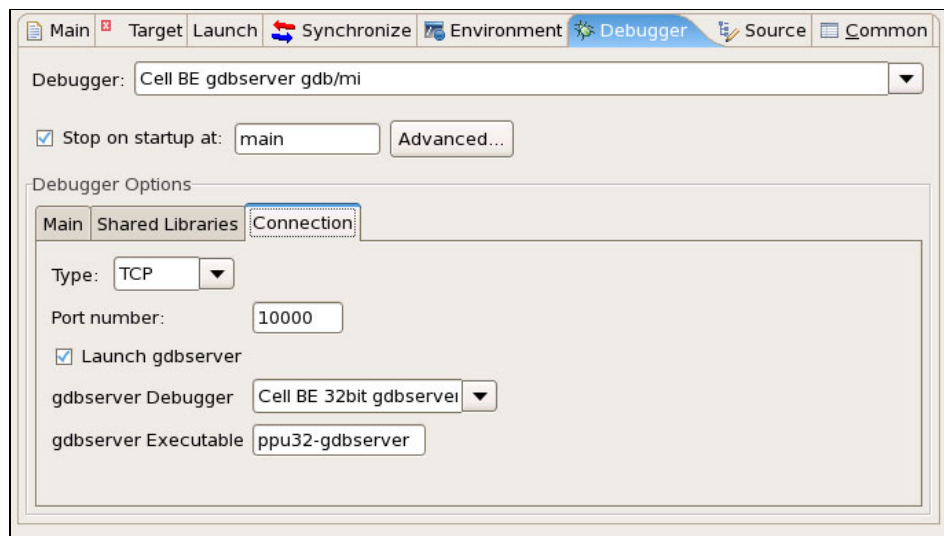 Main Target Launch Synchronize Environment Debugger Source Common
Debugger: Cell BE gdbserver gdb/mi
Stop on startup at: main Advanced...
Debugger Options
Main Shared Libraries Connection
Type: TCP
Port number: 10000
Launch gdbserver
gdbserver Debugger Cell BE 32bit gdbserver
gdbserver Executable ppu32-gdbserver